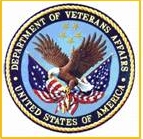 DEPARTMENT OF VETERANS AFFAIRS
UNITED STATES OF AMERICA